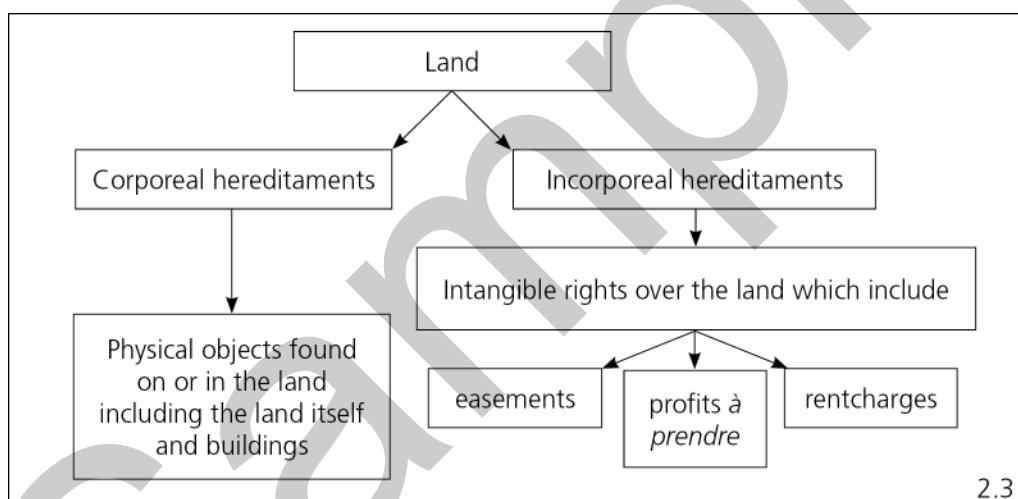 Land
Corporeal hereditaments
Incorporeal hereditaments
Intangible rights over the land which include
Physical objects found
on or in the land
including the land itself
and buildings
easements
profits à
prendre
rentcharges
2.3
Sample